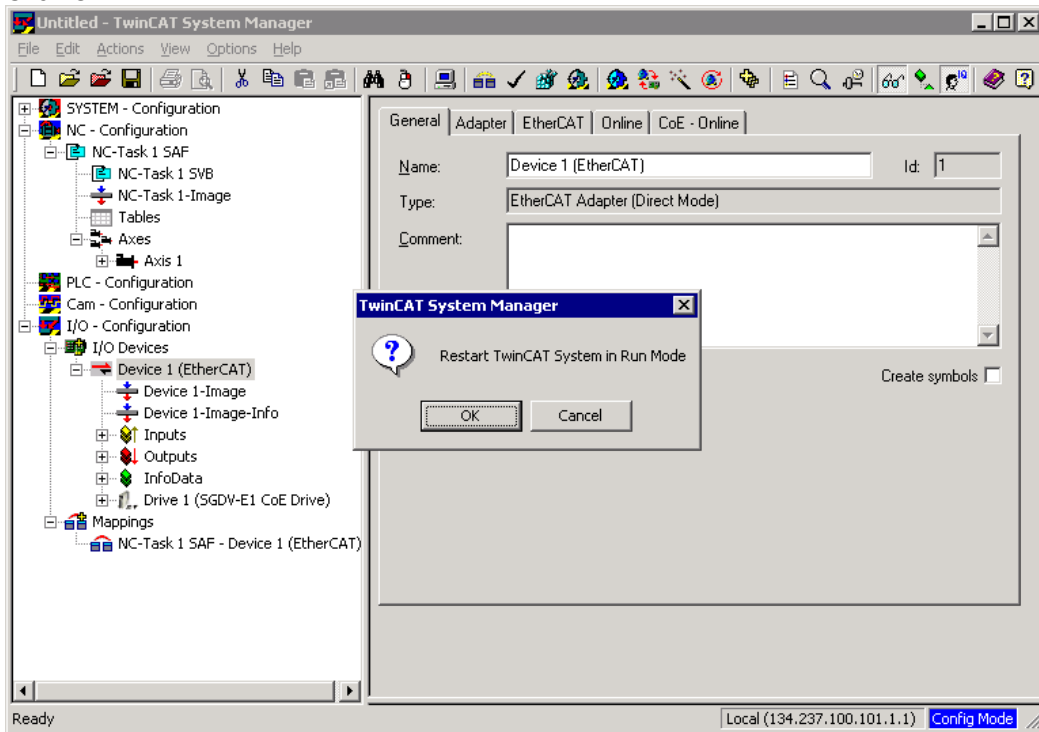 Untitled - TwinCAT System Manager
File Edit Actions View Options Help
SYSTEM - Configuration
NC - Configuration
NC-Task 1 SAF
NC-Task 1 SVB
NC-Task 1-Image
Tables
Axes
Axis 1
PLC - Configuration
Cam - Configuration
I/O - Configuration
I/O Devices
Device 1 (EtherCAT)
Device 1-Image
Device 1-Image-Info
Inputs
Outputs
InfoData
Drive 1 (SGDV-E1 CoE Drive)
Mappings
NC-Task 1 SAF - Device 1 (EtherCAT)
General Adapter EtherCAT Online CoE - Online
Name: Device 1 (EtherCAT) Id: 1
Type: EtherCAT Adapter (Direct Mode)
Comment:
Create symbols
TwinCAT System Manager
Restart TwinCAT System in Run Mode
OK Cancel
Ready Local (134.237.100.101.1.1) Config Mode